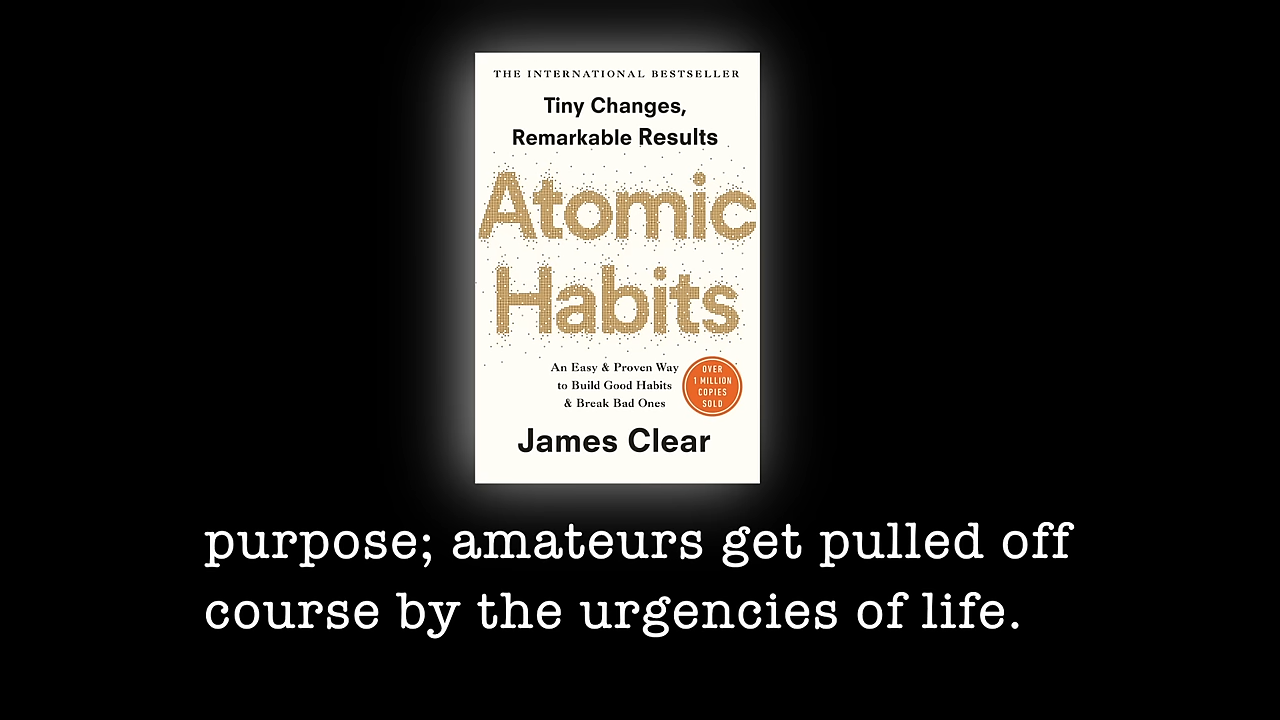 THE INTERNATIONAL BESTSELLER
Tiny Changes,
Remarkable Results
Atomic
Habits
An Easy & Proven Way
to Build Good Habits
& Break Bad Ones
OVER
1 MILLION
COPIES
SOLD
James Clear
purpose; amateurs get pulled off
course by the urgencies of life.